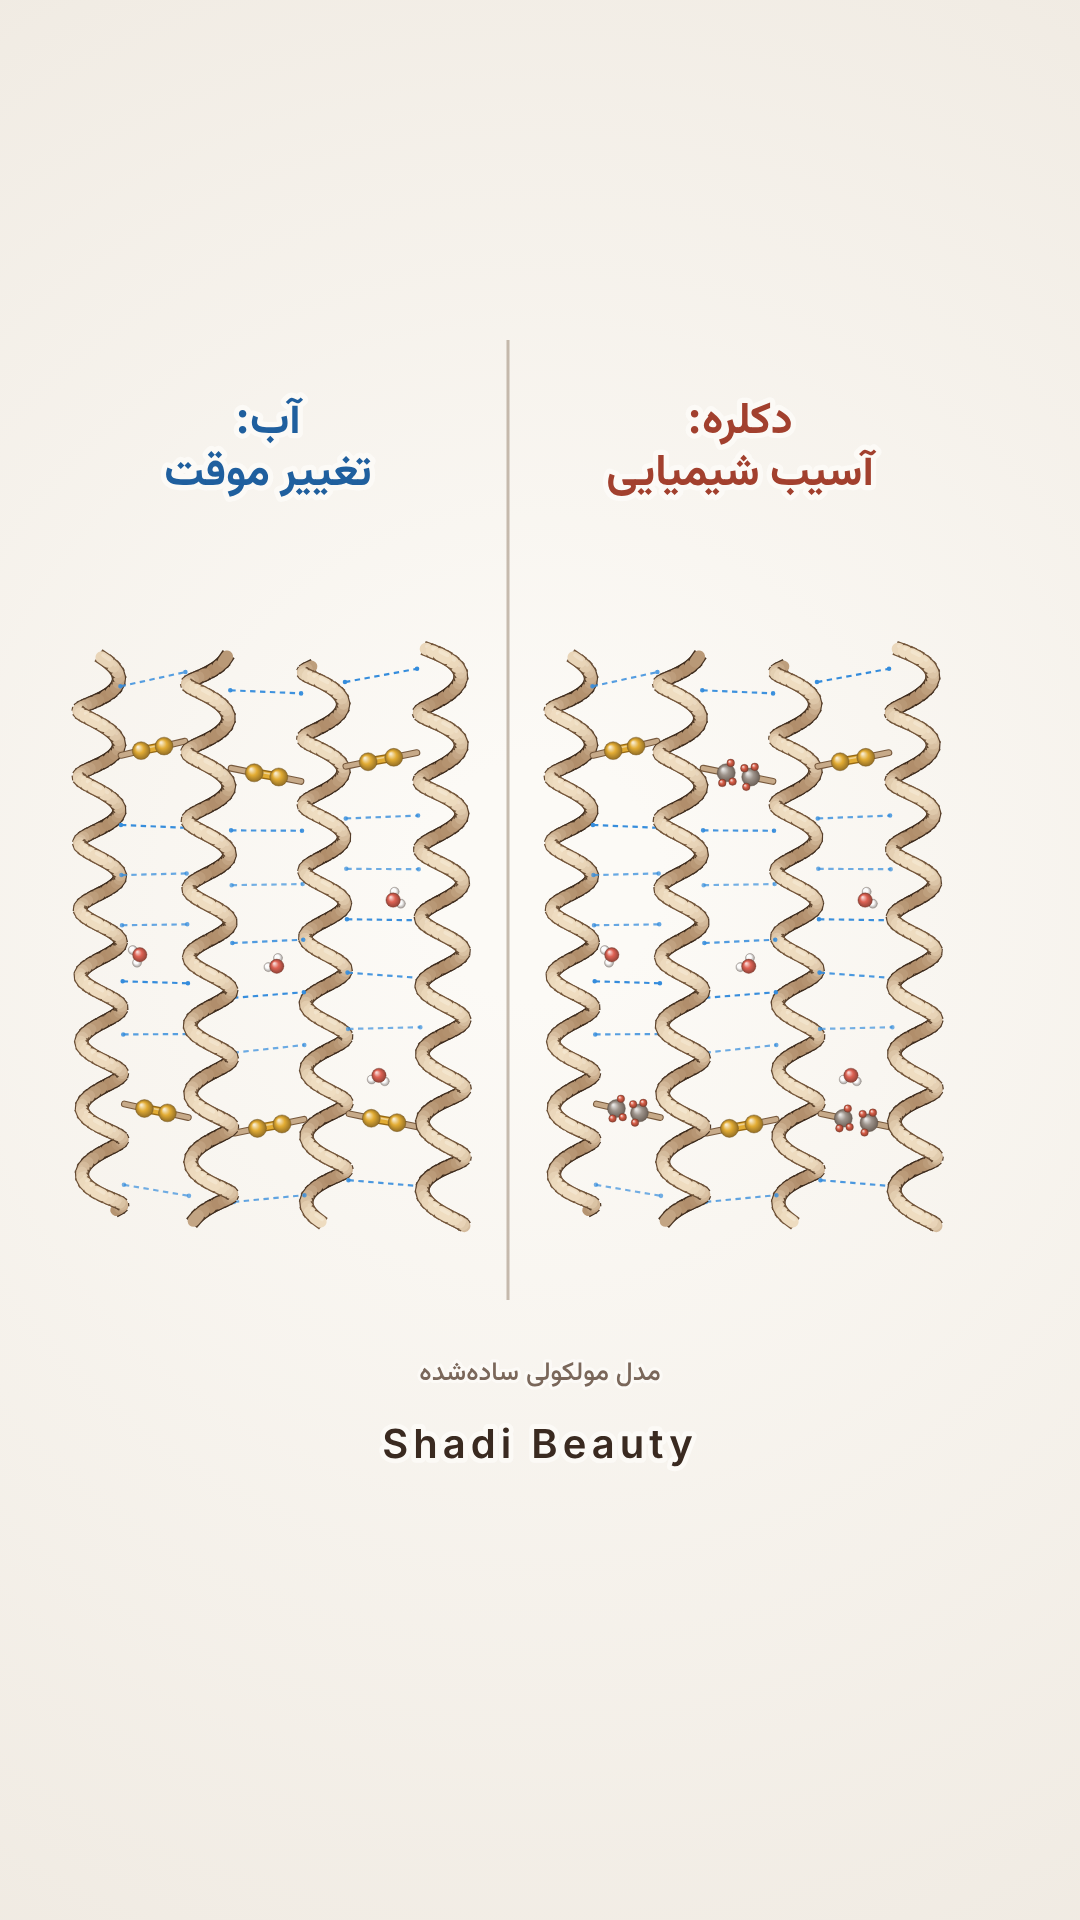 دکلره:
آسیب شیمیایی
آب:
تغییر موقت
مدل مولکولی ساده‌شده
Shadi Beauty